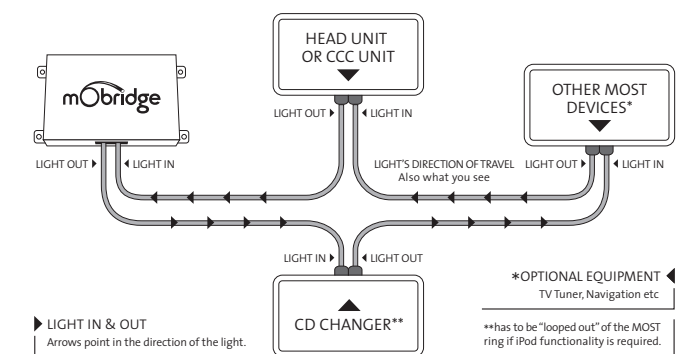 HEAD UNIT
OR CCC UNIT
mObridge
OTHER MOST
DEVICES*
LIGHT OUT
LIGHT IN
LIGHT OUT
LIGHT IN
LIGHT'S DIRECTION OF TRAVEL
Also what you see
LIGHT OUT
LIGHT IN
LIGHT IN
LIGHT OUT
CD CHANGER**
*OPTIONAL EQUIPMENT
TV Tuner, Navigation etc
LIGHT IN & OUT
Arrows point in the direction of the light.
**has to be "looped out" of the MOST
ring if iPod functionality is required.